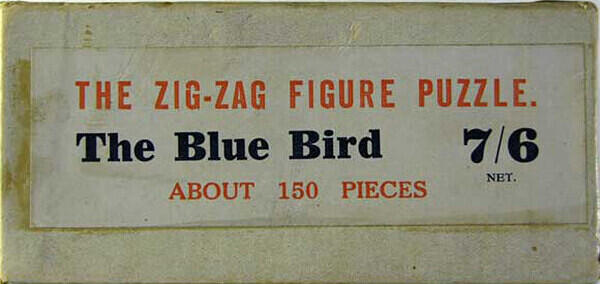 THE ZIG-ZAG FIGURE PUZZLE.
The Blue Bird 7/6
NET.
ABOUT 150 PIECES